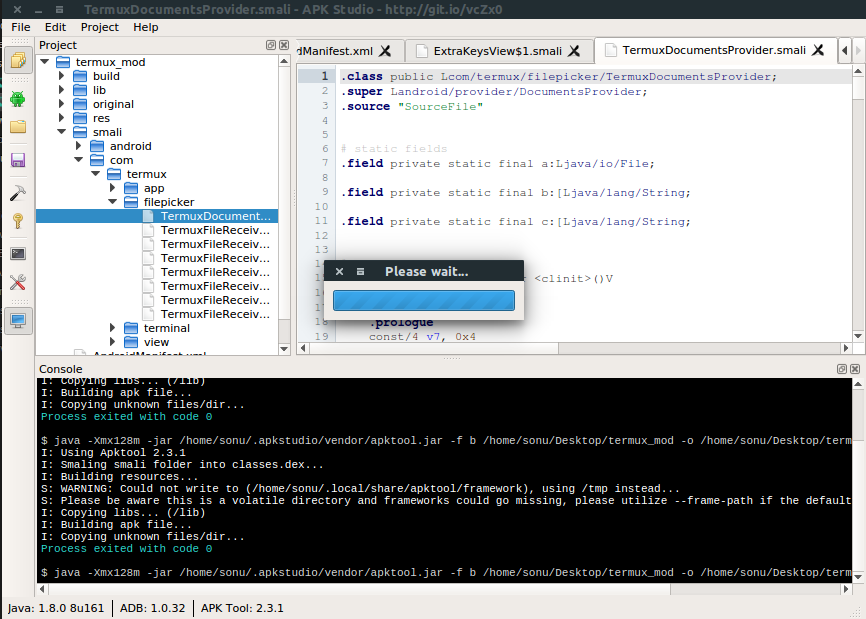 TermuxDocumentsProvider.smali - APK Studio - http://git.io/vcZx0
File Edit Project Help
Project
termux_mod
build
lib
original
res
smali
android
com
termux
app
filepicker
TermuxDocument...
TermuxFileReceiv...
TermuxFileReceiv...
TermuxFileReceiv...
TermuxFileReceiv...
TermuxFileReceiv...
TermuxFileReceiv...
TermuxFileReceiv...
terminal
view
AndroidManifest.xml
dManifest.xml
ExtraKeysView$1.smali
TermuxDocumentsProvider.smali
1 .class public Lcom/termux/filepicker/TermuxDocumentsProvider;
2 .super Landroid/provider/DocumentsProvider;
3 .source "SourceFile"
4
5
6 # static fields
7 .field private static final a:Ljava/io/File;
8
9 .field private static final b:[Ljava/lang/String;
10
11 .field private static final c:[Ljava/lang/String;
12
13
<clinit>()V
Please wait...
18 .prologue
19 const/4 v7, 0x4
Console
I: Copying libs... (/lib)
I: Building apk file...
I: Copying unknown files/dir...
Process exited with code 0
$ java -Xmx128m -jar /home/sonu/.apkstudio/vendor/apktool.jar -f b /home/sonu/Desktop/termux_mod -o /home/sonu/Desktop/term
I: Using Apktool 2.3.1
I: Smaling smali folder into classes.dex...
I: Building resources...
S: WARNING: Could not write to (/home/sonu/.local/share/apktool/framework), using /tmp instead...
S: Please be aware this is a volatile directory and frameworks could go missing, please utilize --frame-path if the default
I: Copying libs... (/lib)
I: Building apk file...
I: Copying unknown files/dir...
Process exited with code 0
$ java -Xmx128m -jar /home/sonu/.apkstudio/vendor/apktool.jar -f b /home/sonu/Desktop/termux_mod -o /home/sonu/Desktop/term
Java: 1.8.0 8u161 ADB: 1.0.32 APK Tool: 2.3.1